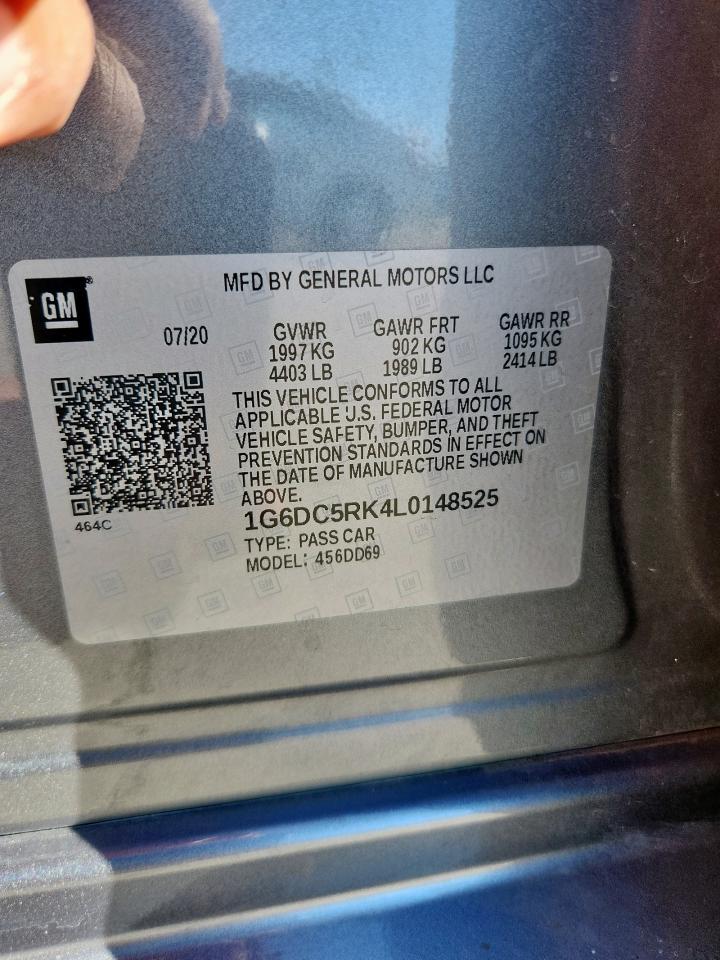 MFD BY GENERAL MOTORS LLC
GM®
07/20
GVWR GAWR FRT GAWR RR
1997 KG 902 KG 1095 KG
4403 LB 1989 LB 2414 LB
THIS VEHICLE CONFORMS TO ALL
APPLICABLE U.S. FEDERAL MOTOR
VEHICLE SAFETY, BUMPER, AND THEFT
PREVENTION STANDARDS IN EFFECT ON
THE DATE OF MANUFACTURE SHOWN
ABOVE.
464C
1G6DC5RK4L0148525
TYPE: PASS CAR
MODEL: 456DD69